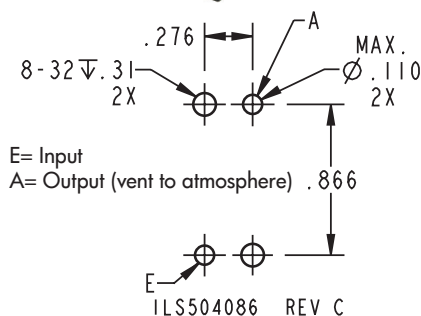 .276
A
MAX.
8-32 ↧ .31
⌀ .110
2X
2X
E= Input
A= Output (vent to atmosphere)
.866
E
ILS504086 REV C